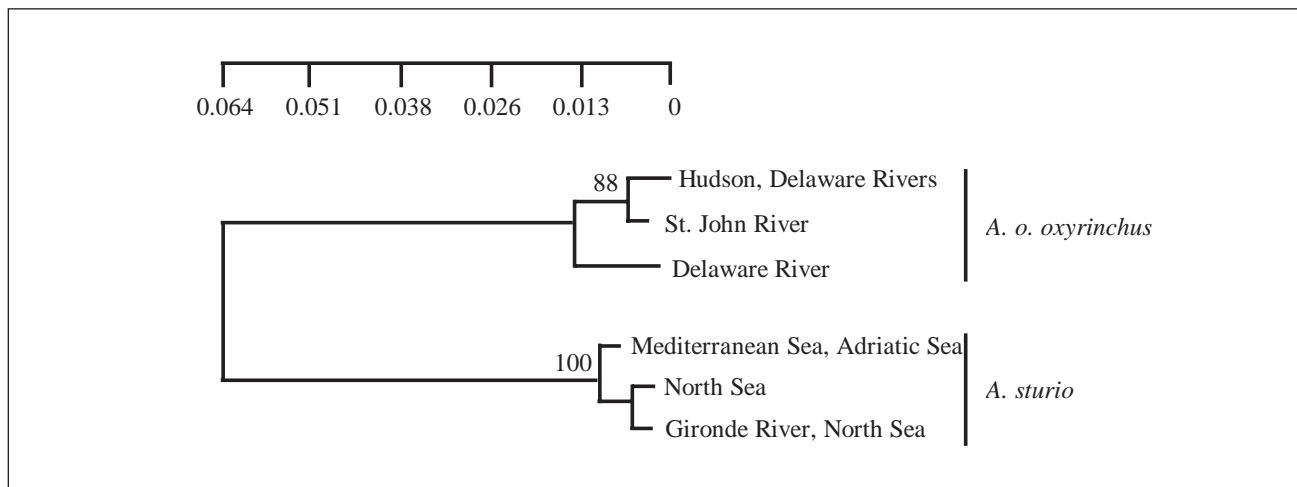 0.064 0.051 0.038 0.026 0.013 0
88
Hudson, Delaware Rivers
St. John River
A. o. oxyrinchus
Delaware River
Mediterranean Sea, Adriatic Sea
100
North Sea
A. sturio
Gironde River, North Sea